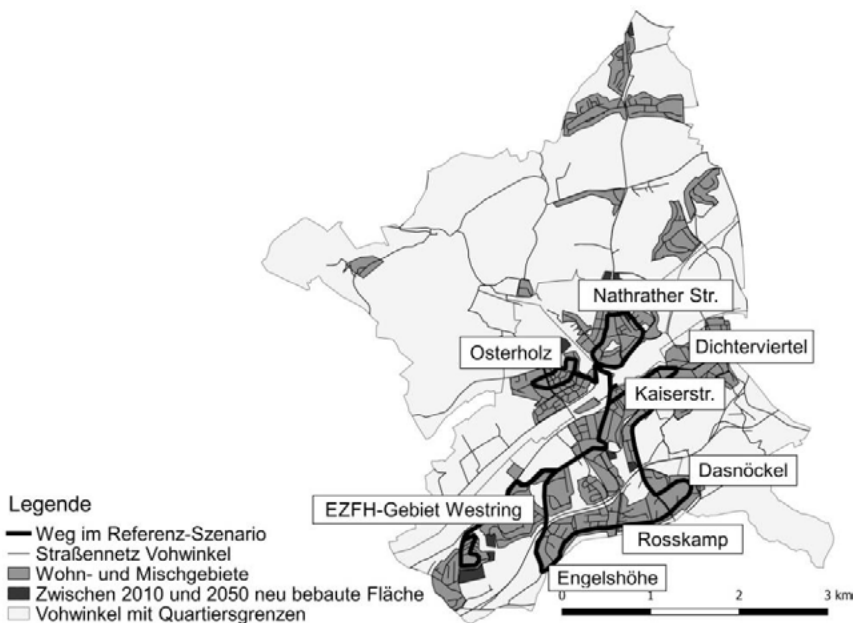 Nathrather Str.
Osterholz
Dichterviertel
Kaiserstr.
Dasnöckel
EZFH-Gebiet Westring
Rosskamp
Engelshöhe
Legende
Weg im Referenz-Szenario
Straßennetz Vohwinkel
Wohn- und Mischgebiete
Zwischen 2010 und 2050 neu bebaute Fläche
Vohwinkel mit Quartiersgrenzen
0 1 2 3 km